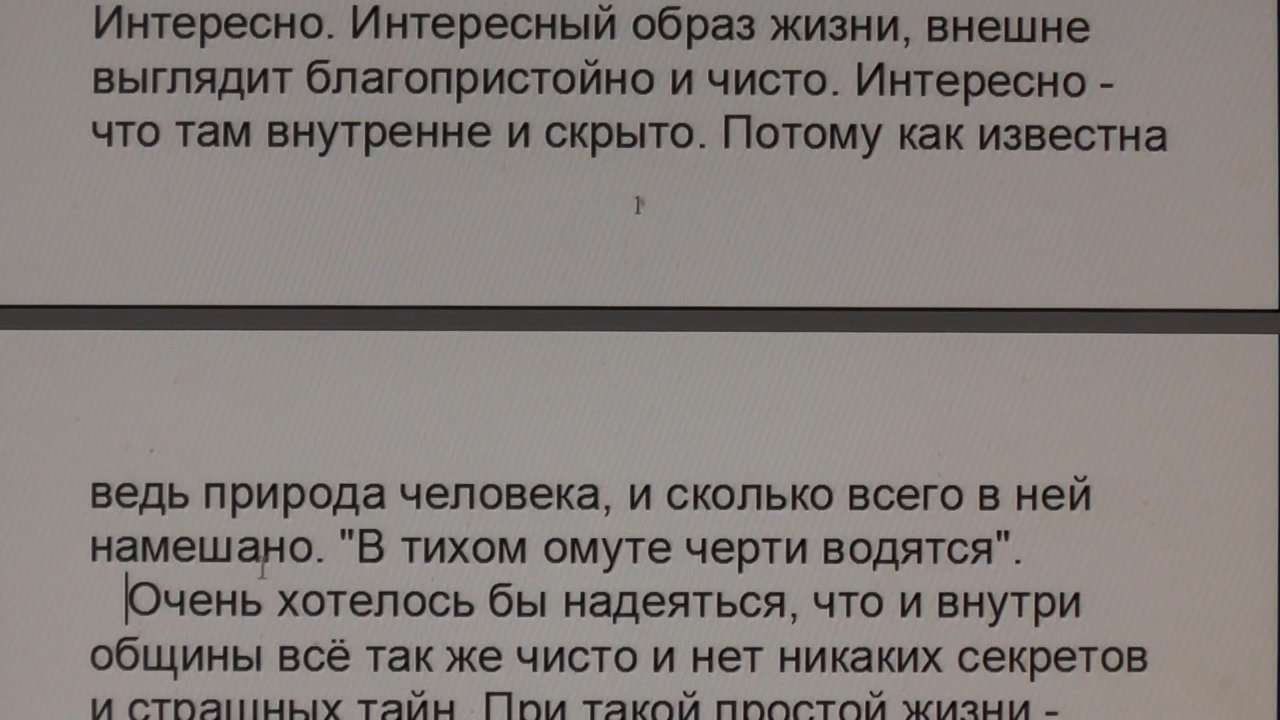 Интересно. Интересный образ жизни, внешне
выглядит благопристойно и чисто. Интересно -
что там внутренне и скрыто. Потому как известна
1
ведь природа человека, и сколько всего в ней
намешано. "В тихом омуте черти водятся".
Очень хотелось бы надеяться, что и внутри
общины всё так же чисто и нет никаких секретов
и страшных тайн. При такой простой жизни -